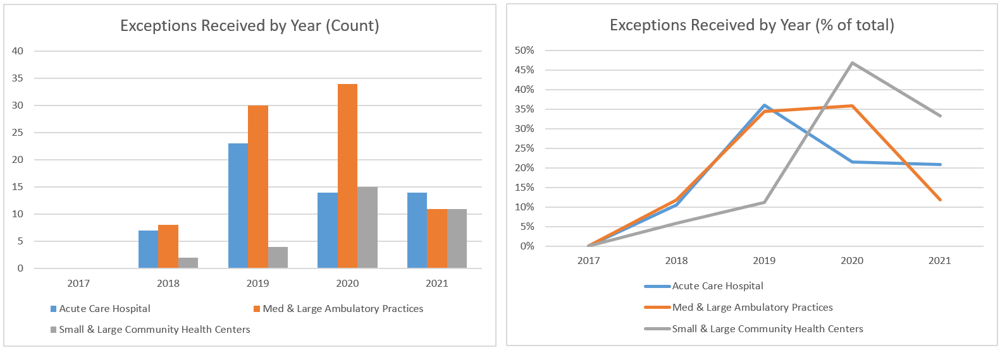 Exceptions Received by Year (Count)
40
35
30
25
20
15
10
5
0
2017 2018 2019 2020 2021
Acute Care Hospital Med & Large Ambulatory Practices
Small & Large Community Health Centers
Exceptions Received by Year (% of total)
50%
45%
40%
35%
30%
25%
20%
15%
10%
5%
0%
2017 2018 2019 2020 2021
Acute Care Hospital
Med & Large Ambulatory Practices
Small & Large Community Health Centers